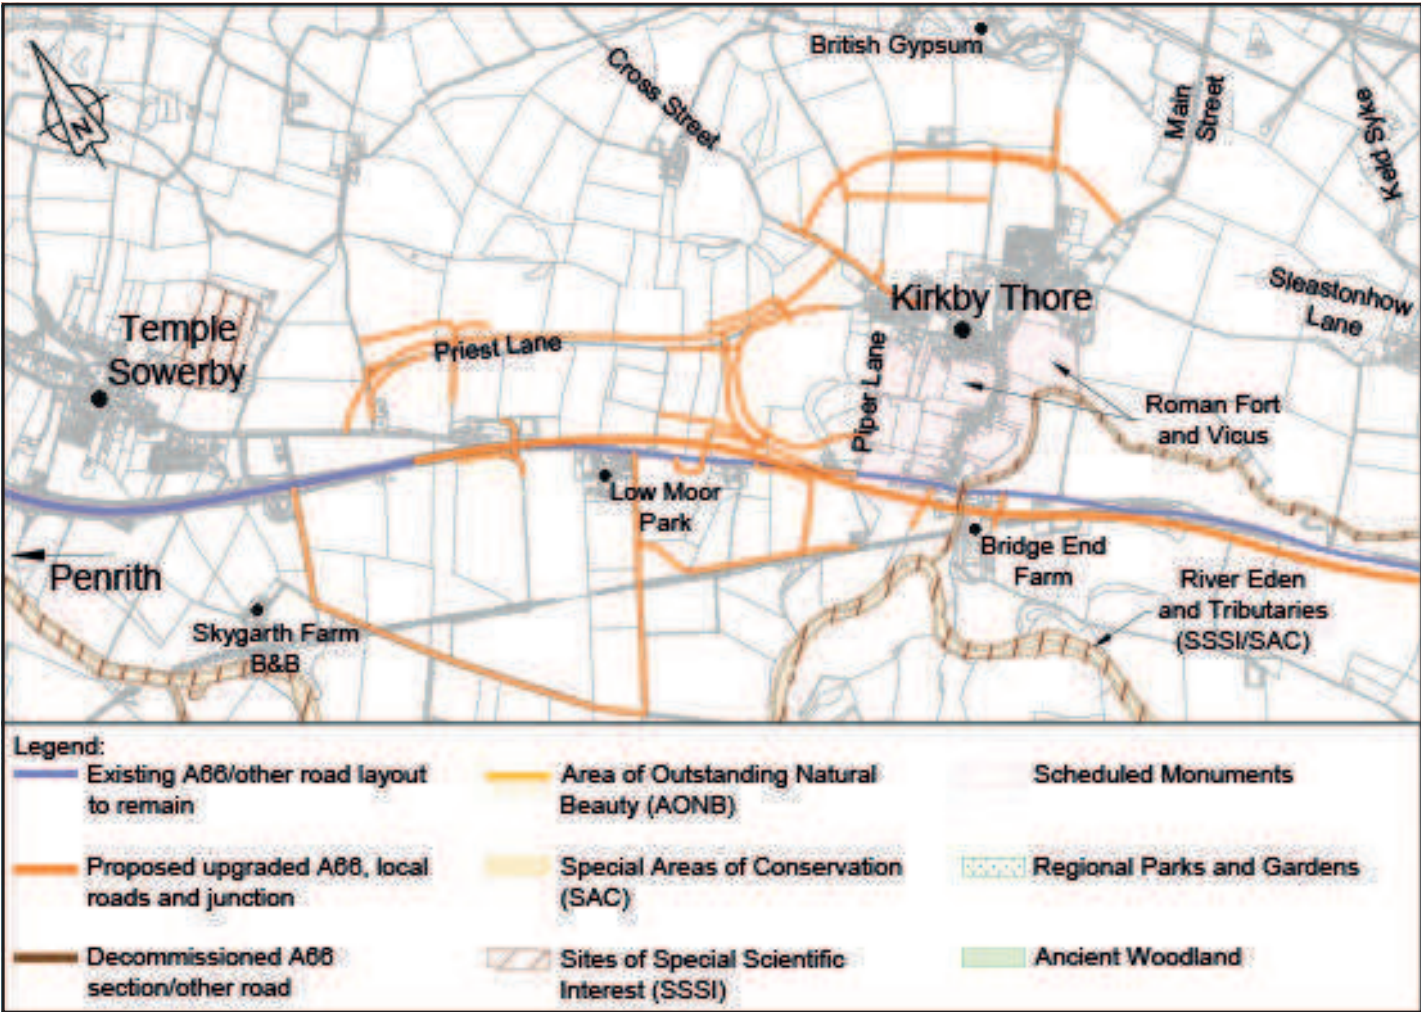 British Gypsum
Cross Street
Main
Street
Keld Syke
N
Kirkby Thore
Sleastonhow
Lane
Temple
Sowerby
Priest Lane
Piper Lane
Roman Fort
and Vicus
Low Moor
Park
Bridge End
Farm
Penrith
River Eden
and Tributaries
(SSSI/SAC)
Skygarth Farm
B&B
Legend:
Existing A66/other road layout
to remain
Proposed upgraded A66, local
roads and junction
Decommissioned A66
section/other road
Area of Outstanding Natural
Beauty (AONB)
Special Areas of Conservation
(SAC)
Sites of Special Scientific
Interest (SSSI)
Scheduled Monuments
Regional Parks and Gardens
Ancient Woodland